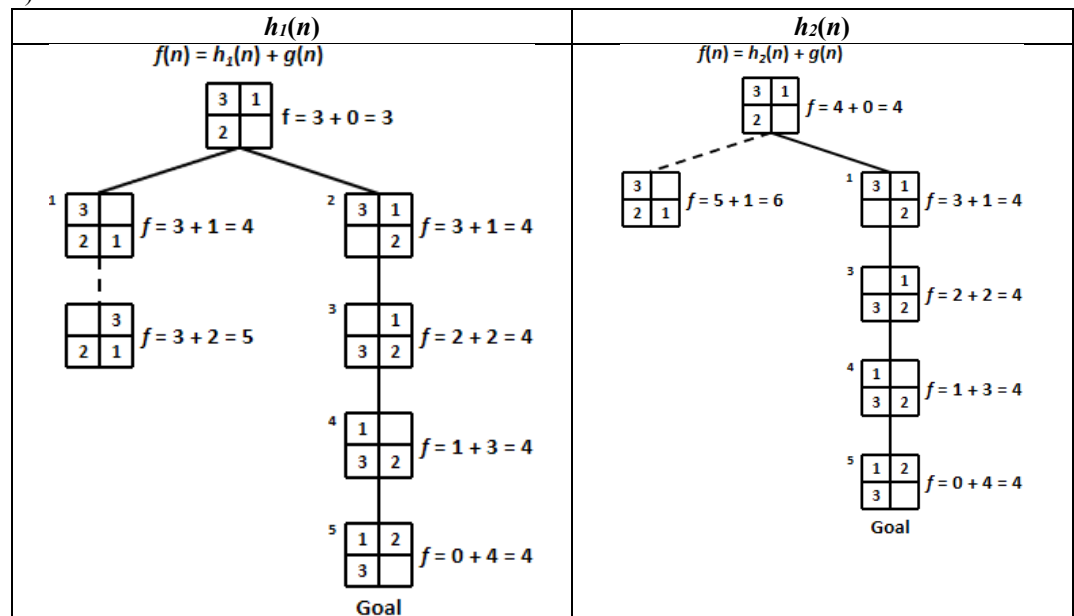 h1(n)
h2(n)
f(n) = h1(n) + g(n)
3 1
2
f = 3 + 0 = 3
1
3
2 1
f = 3 + 1 = 4
2
3 1
2
f = 3 + 1 = 4
3
2 1
f = 3 + 2 = 5
3
1
3 2
f = 2 + 2 = 4
4
1
3 2
f = 1 + 3 = 4
5
1 2
3
f = 0 + 4 = 4
Goal
f(n) = h2(n) + g(n)
3 1
2
f = 4 + 0 = 4
3
2 1
f = 5 + 1 = 6
1
3 1
2
f = 3 + 1 = 4
3
1
3 2
f = 2 + 2 = 4
4
1
3 2
f = 1 + 3 = 4
5
1 2
3
f = 0 + 4 = 4
Goal